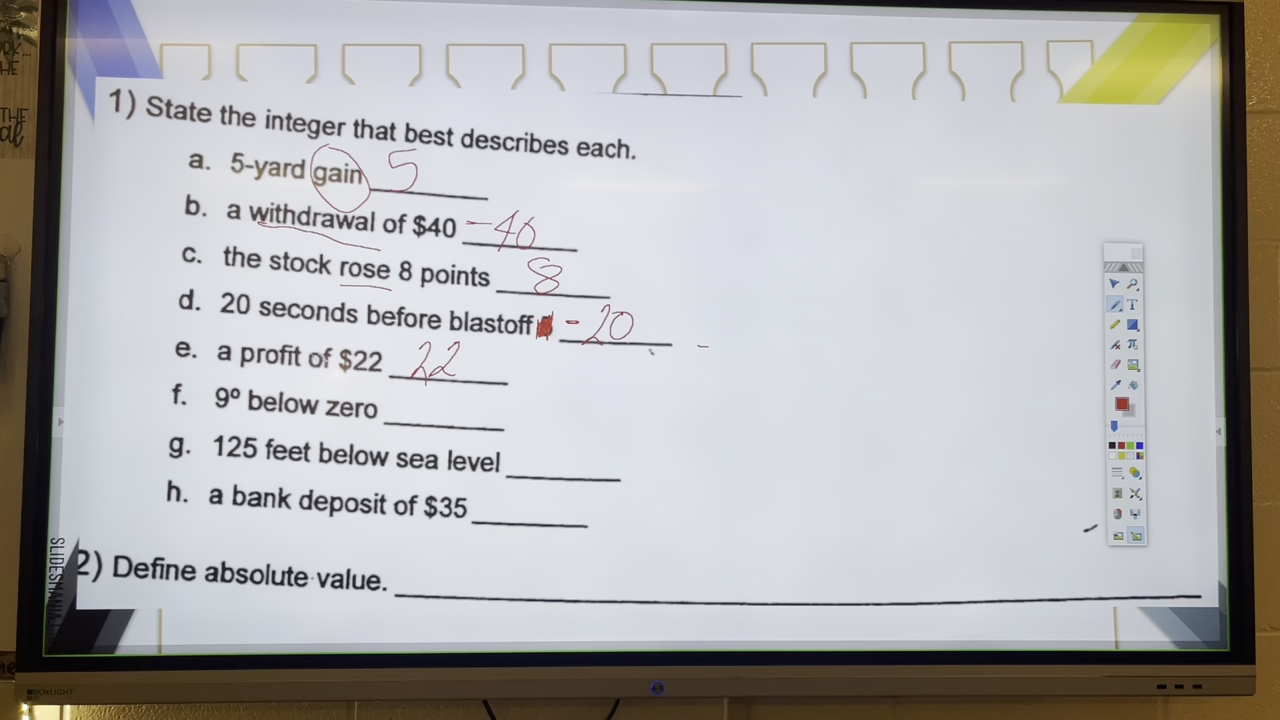 1) State the integer that best describes each.
a. 5-yard gain 5
b. a withdrawal of $40 -40
c. the stock rose 8 points 8
d. 20 seconds before blastoff -20
e. a profit of $22 22
f. 9º below zero
g. 125 feet below sea level
h. a bank deposit of $35
2) Define absolute value.
SLIDESMANIA
BOXLIGHT